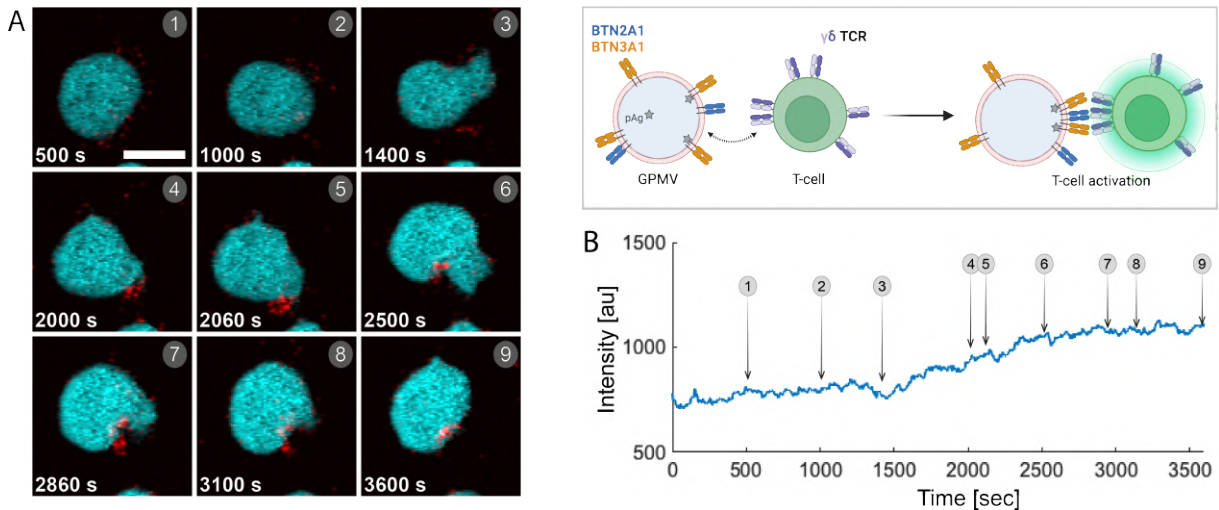 A
1
2
3
500 s
1000 s
1400 s
4
5
6
2000 s
2060 s
2500 s
7
8
9
2860 s
3100 s
3600 s
BTN2A1
BTN3A1
γδ TCR
pAg
GPMV
T-cell
T-cell activation
B
1500
1000
500
Intensity [au]
1
2
3
4
5
6
7
8
9
0
500
1000
1500
2000
2500
3000
3500
Time [sec]